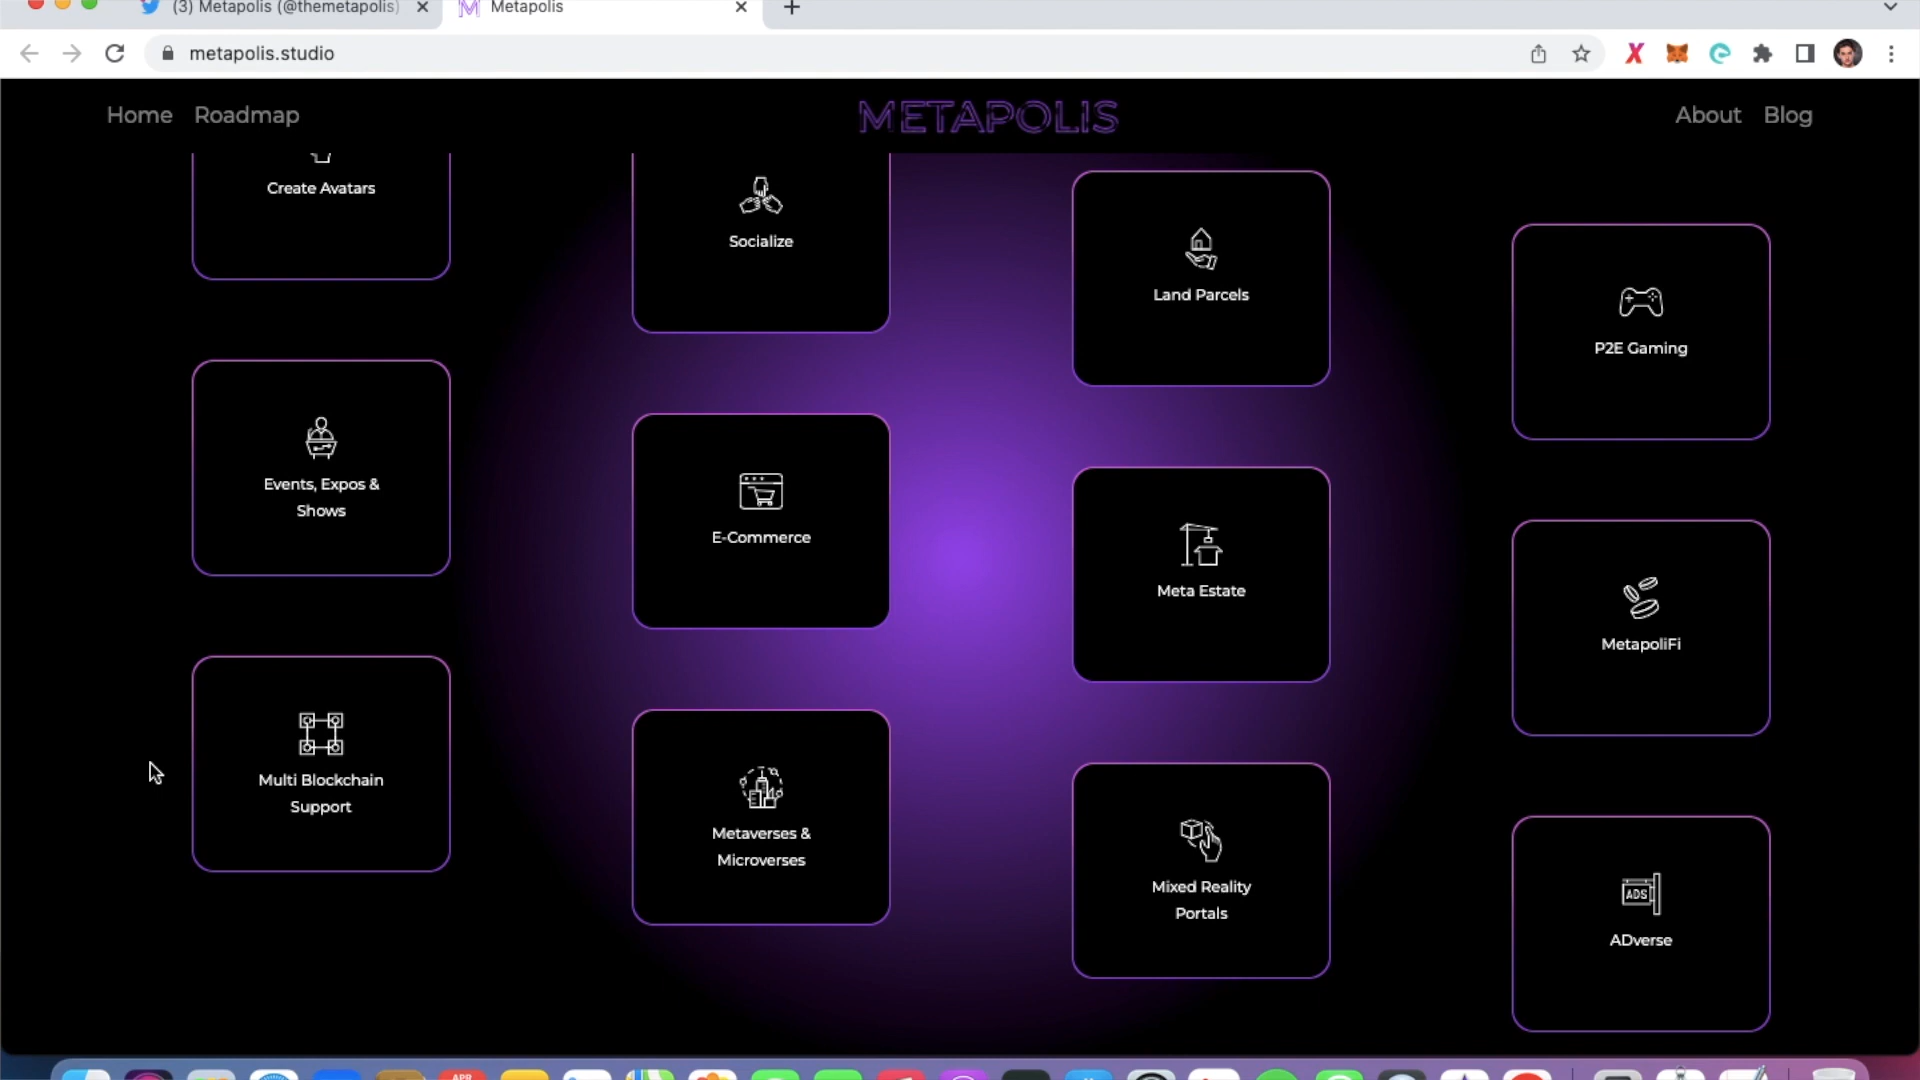 (3) Metapolis (@themetapolis)
Metapolis
metapolis.studio
Home Roadmap
METAPOLIS
About Blog
Create Avatars
Socialize
Land Parcels
P2E Gaming
Events, Expos &
Shows
E-Commerce
Meta Estate
MetapoliFi
Multi Blockchain
Support
Metaverses &
Microverses
Mixed Reality
Portals
ADS
ADverse
APR